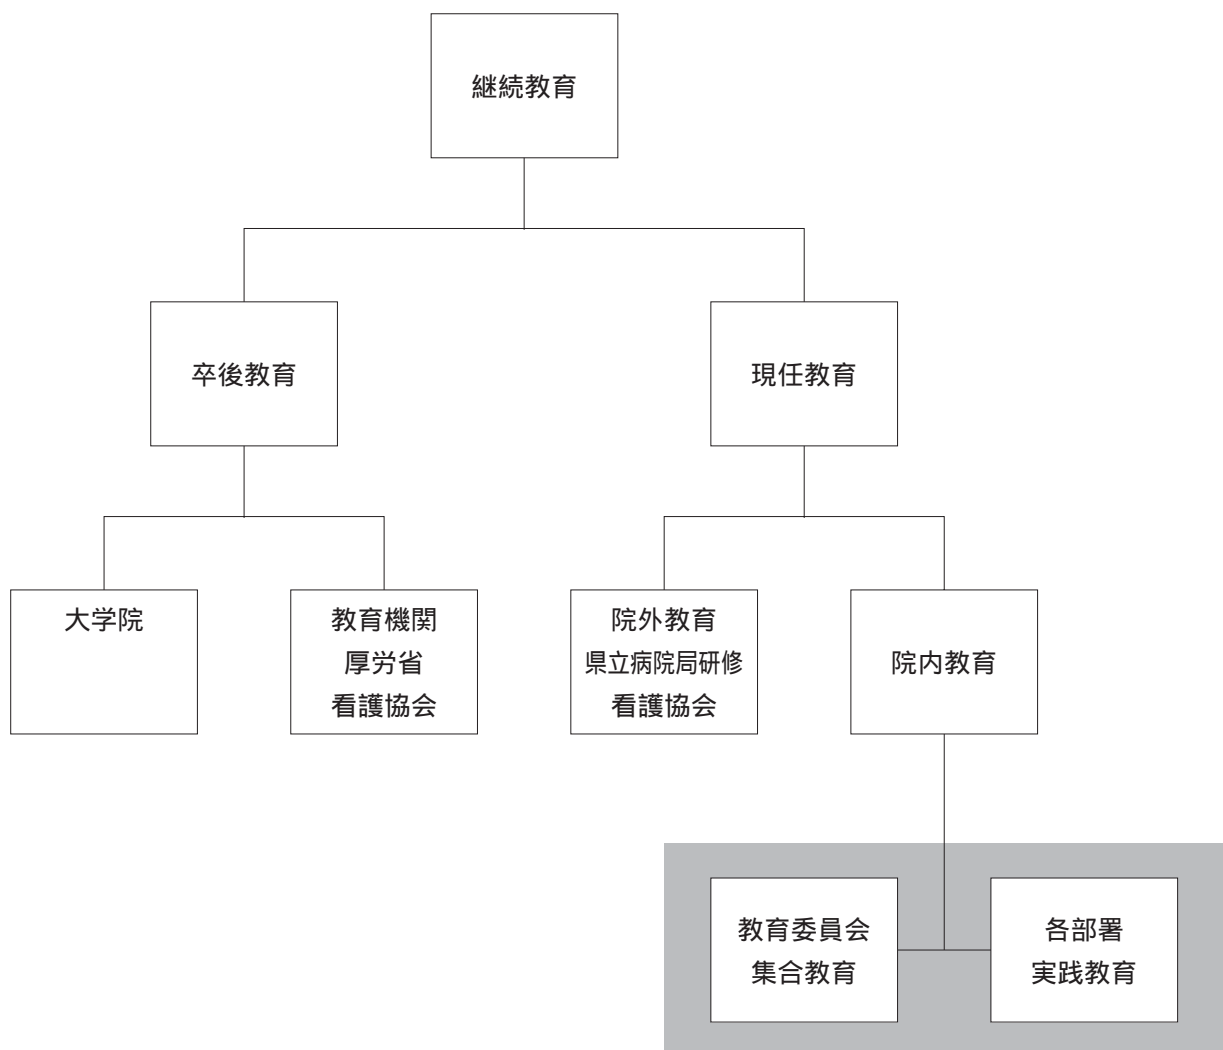 継続教育
卒後教育
現任教育
大学院
教育機関
厚労省
看護協会
院外教育
県立病院局研修
看護協会
院内教育
教育委員会
集合教育
各部署
実践教育